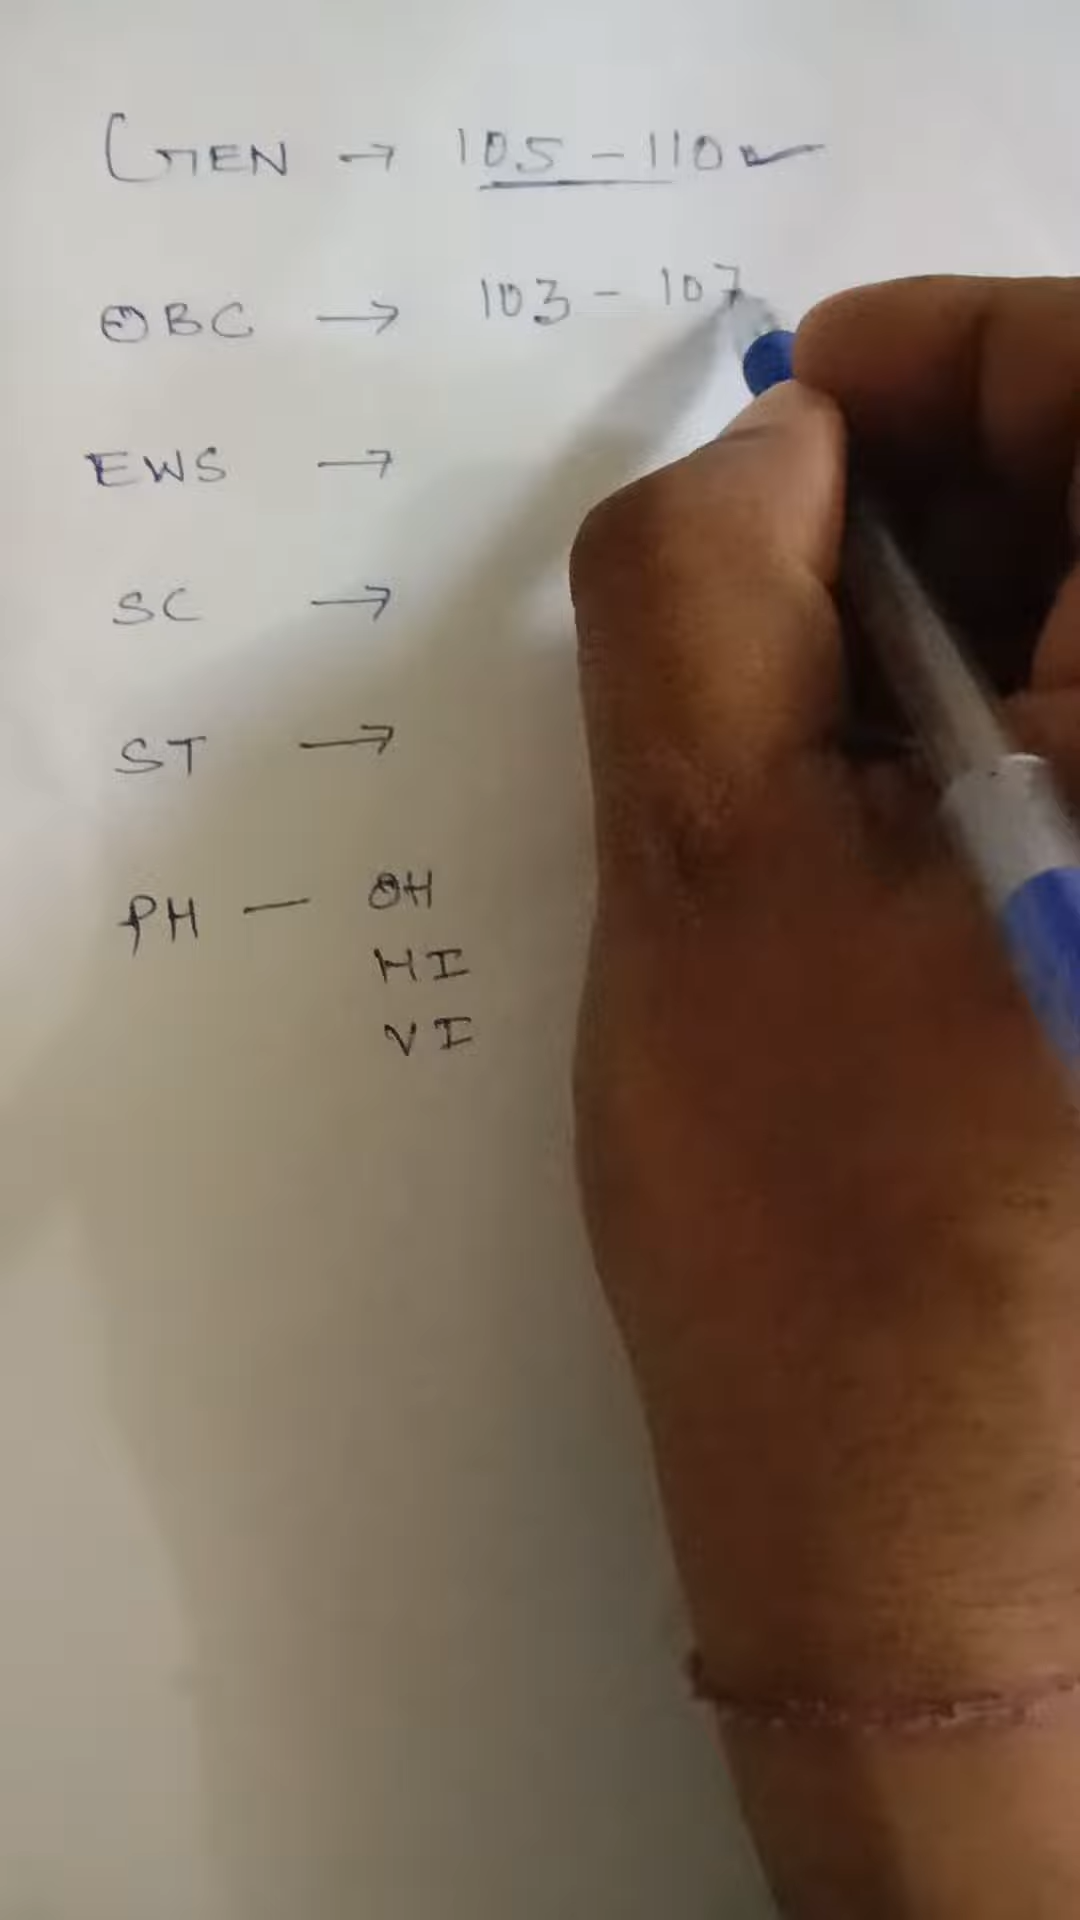 GEN → 105 - 110 ✓
OBC → 103 - 107
EWS →
SC →
ST →
PH — OH
HI
VI